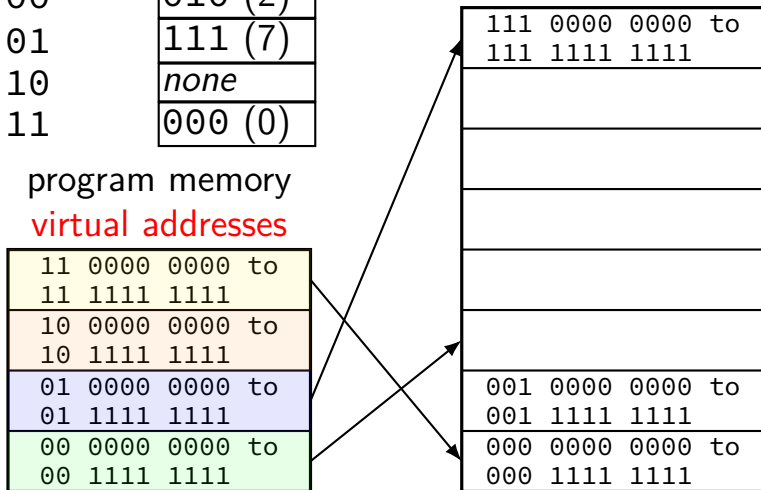 00 010 (2)
01 111 (7)
10 none
11 000 (0)
program memory
virtual addresses
11 0000 0000 to
11 1111 1111
10 0000 0000 to
10 1111 1111
01 0000 0000 to
01 1111 1111
00 0000 0000 to
00 1111 1111
111 0000 0000 to
111 1111 1111
001 0000 0000 to
001 1111 1111
000 0000 0000 to
000 1111 1111